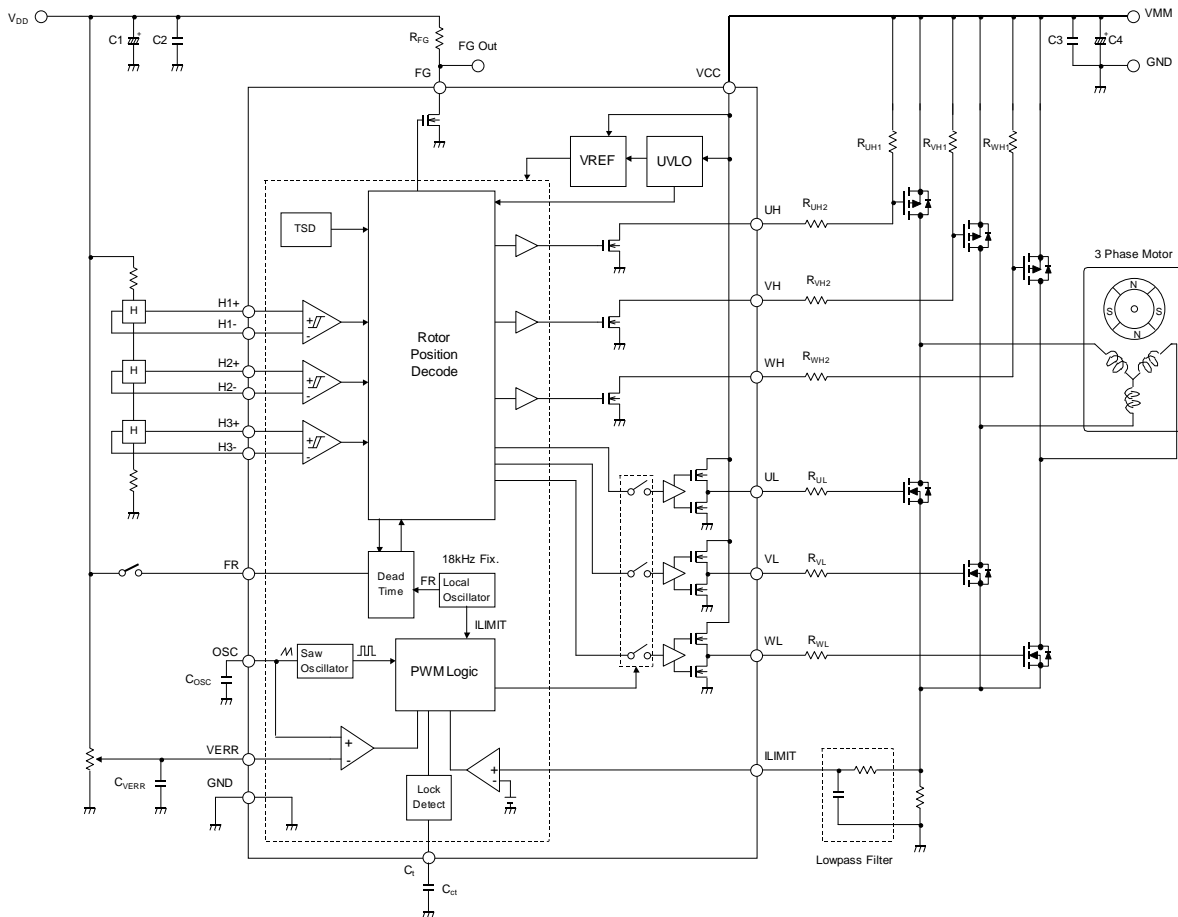 VDD
VMM
C1
+
C2
RFG
FG Out
FG
VCC
C3
+
C4
GND
RUH1
RVH1
RWH1
VREF
UVLO
TSD
Rotor
Position
Decode
UH
RUH2
VH
RVH2
WH
RWH2
3 Phase Motor
N
S
S
N
H
H1+
H1-
+
-
H
H2+
H2-
+
-
H
H3+
H3-
+
-
UL
RUL
VL
RVL
WL
RWL
FR
Dead
Time
18kHz Fix.
FR
Local
Oscillator
ILIMIT
OSC
COSC
Saw
Oscillator
PWM Logic
VERR
CVERR
+
-
GND
Lock
Detect
+
-
ILIMIT
Lowpass Filter
Ct
Cct